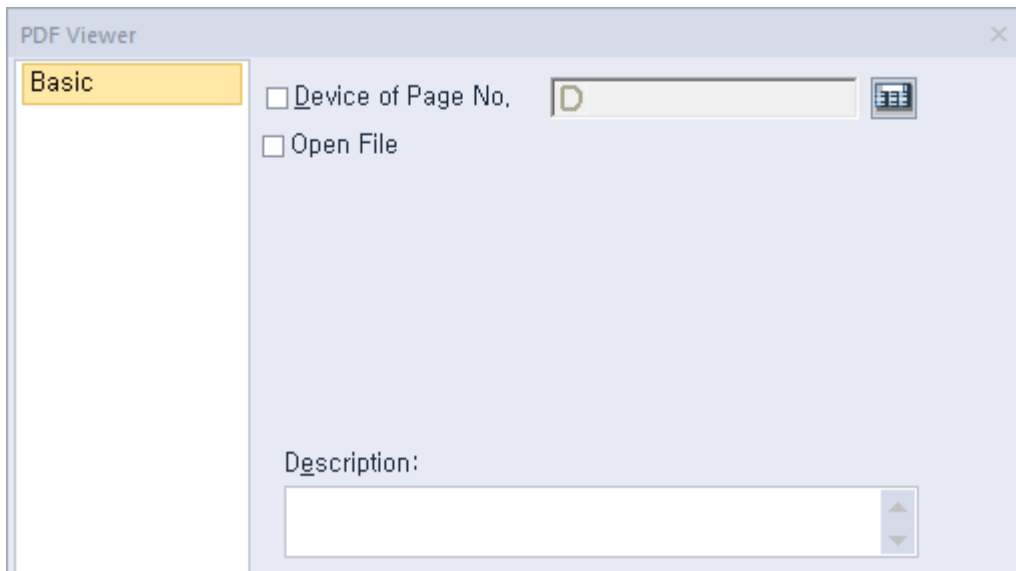 PDF Viewer
Basic
Device of Page No.
D
Open File
Description: